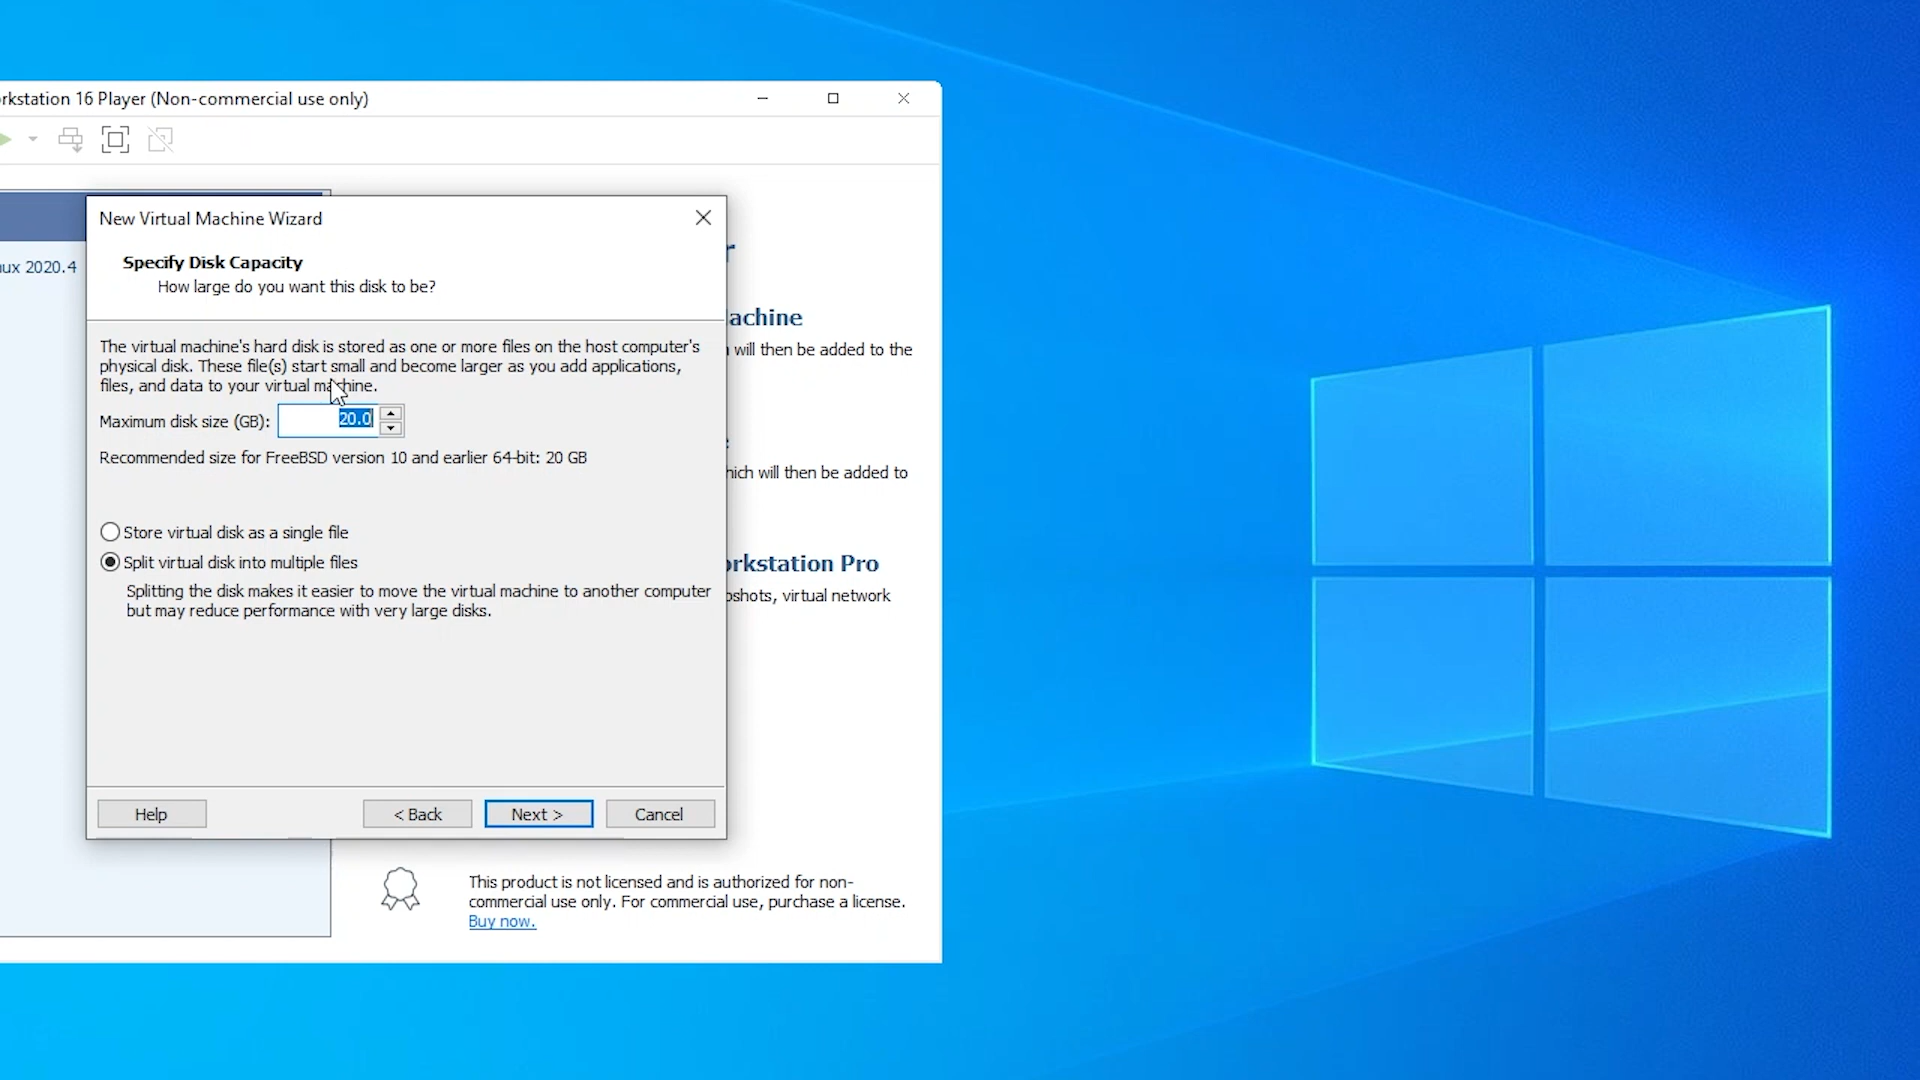 rkstation 16 Player (Non-commercial use only)
New Virtual Machine Wizard
Specify Disk Capacity
How large do you want this disk to be?
ux 2020.4
The virtual machine's hard disk is stored as one or more files on the host computer's
physical disk. These file(s) start small and become larger as you add applications,
files, and data to your virtual machine.
Maximum disk size (GB): 20.0
Recommended size for FreeBSD version 10 and earlier 64-bit: 20 GB
Store virtual disk as a single file
Split virtual disk into multiple files
Splitting the disk makes it easier to move the virtual machine to another computer
but may reduce performance with very large disks.
Help
< Back
Next >
Cancel
r
achine
will then be added to the
hich will then be added to
rkstation Pro
pshots, virtual network
This product is not licensed and is authorized for non-
commercial use only. For commercial use, purchase a license.
Buy now.